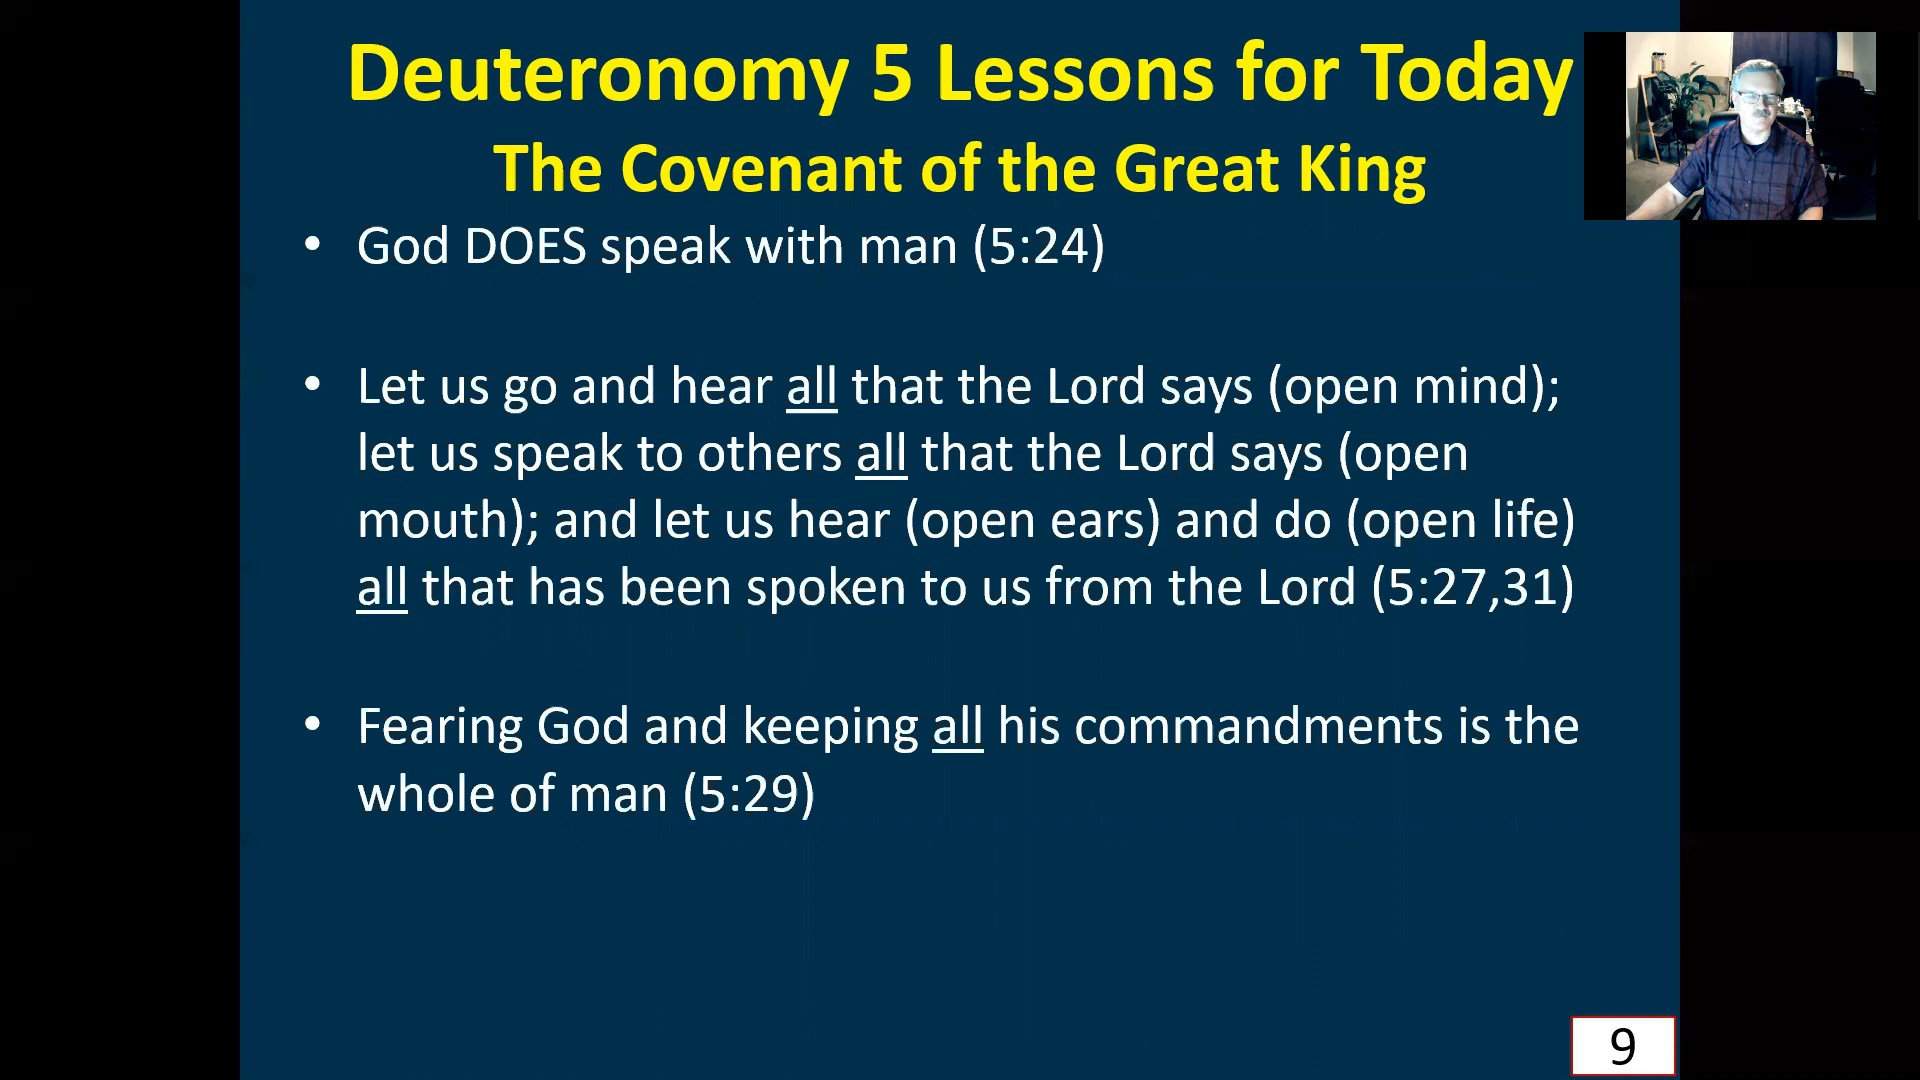 Deuteronomy 5 Lessons for Today
The Covenant of the Great King
• God DOES speak with man (5:24)
• Let us go and hear all that the Lord says (open mind);
let us speak to others all that the Lord says (open
mouth); and let us hear (open ears) and do (open life)
all that has been spoken to us from the Lord (5:27,31)
• Fearing God and keeping all his commandments is the
whole of man (5:29)
9